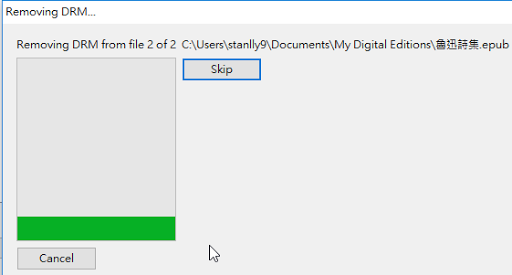 Removing DRM...
Removing DRM from file 2 of 2 C:\Users\stanlly9\Documents\My Digital Editions\魯迅詩集.epub
Skip
Cancel